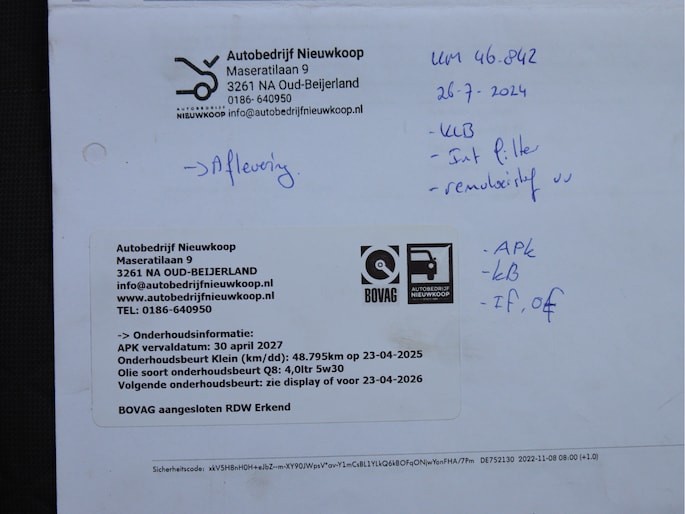 Autobedrijf Nieuwkoop
Maseratilaan 9
3261 NA Oud-Beijerland
0186- 640950
info@autobedrijfnieuwkoop.nl
AUTOBEDRIJF
NIEUWKOOP
KM 46.842
26-7-2024
- KLB
- Int filter
- remvloeistof vv
-> Aflevering.
Autobedrijf Nieuwkoop
Maseratilaan 9
3261 NA OUD-BEIJERLAND
info@autobedrijfnieuwkoop.nl
www.autobedrijfnieuwkoop.nl
TEL: 0186-640950
BOVAG
AUTOBEDRIJF
NIEUWKOOP
-> Onderhoudsinformatie:
APK vervaldatum: 30 april 2027
Onderhoudsbeurt Klein (km/dd): 48.795km op 23-04-2025
Olie soort onderhoudsbeurt Q8: 4,0ltr 5w30
Volgende onderhoudsbeurt: zie display of voor 23-04-2026
BOVAG aangesloten RDW Erkend
- APK
- kB
- If, of
Sicherheitscode: DE752130 2022-11-08 08:00 (+1.0)